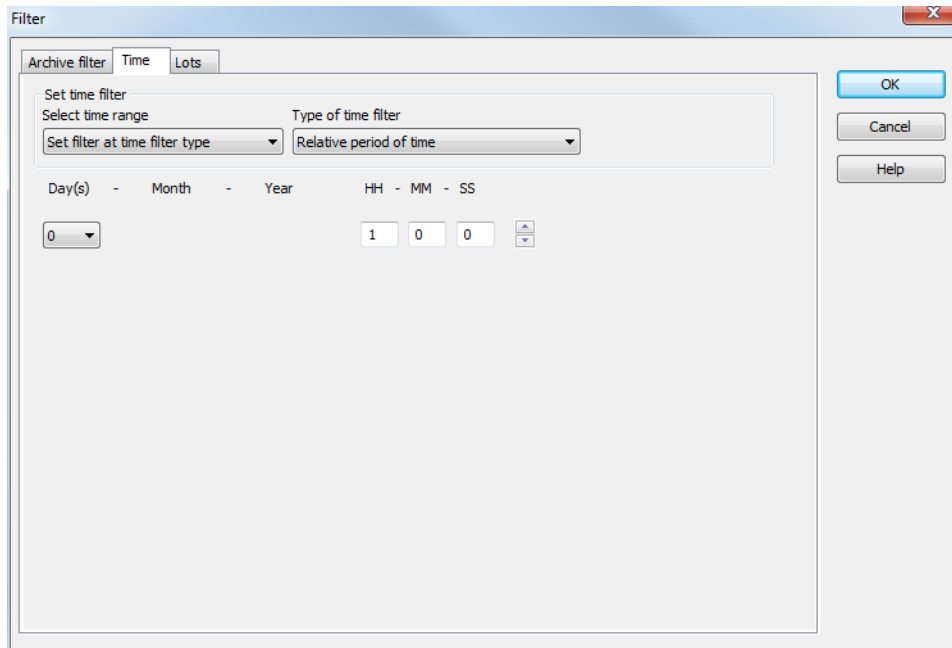 Filter
X
Archive filter Time Lots
OK
Set time filter
Select time range Type of time filter
Set filter at time filter type Relative period of time
Cancel
Help
Day(s) - Month - Year HH - MM - SS
0 1 0 0